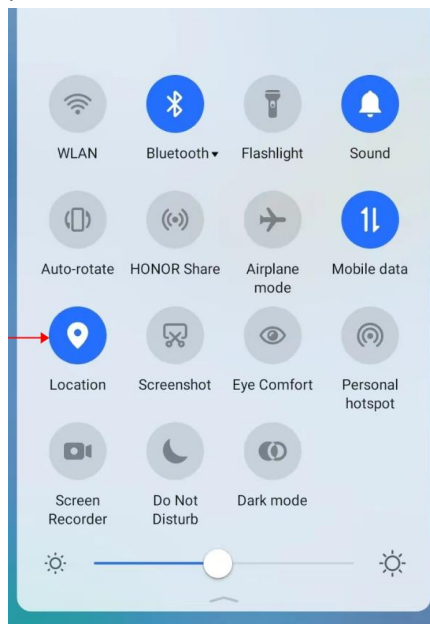 WLAN
Bluetooth
Flashlight
Sound
Auto-rotate
HONOR Share
Airplane
mode
Mobile data
Location
Screenshot
Eye Comfort
Personal
hotspot
Screen
Recorder
Do Not
Disturb
Dark mode